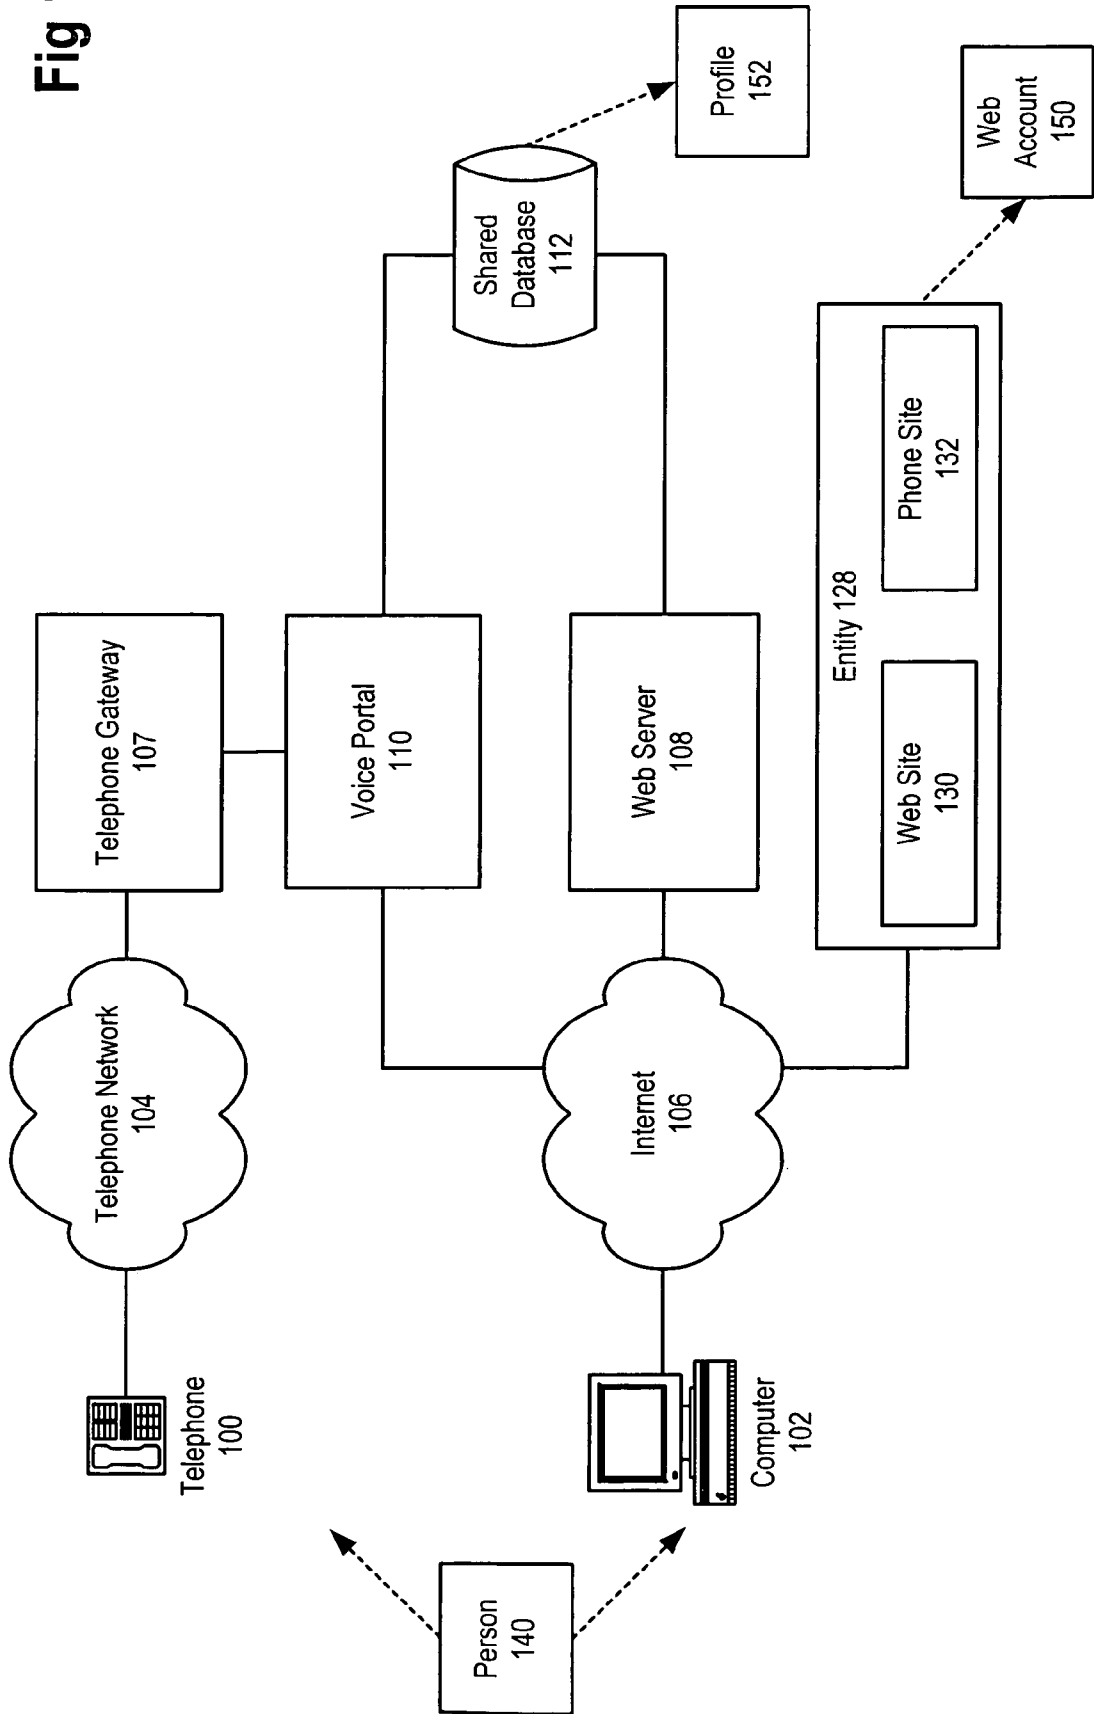 Fig
Telephone
100
Telephone Network
104
Telephone Gateway
107
Voice Portal
110
Shared
Database
112
Profile
152
Person
140
Computer
102
Internet
106
Web Server
108
Entity 128
Web Site
130
Phone Site
132
Web
Account
150